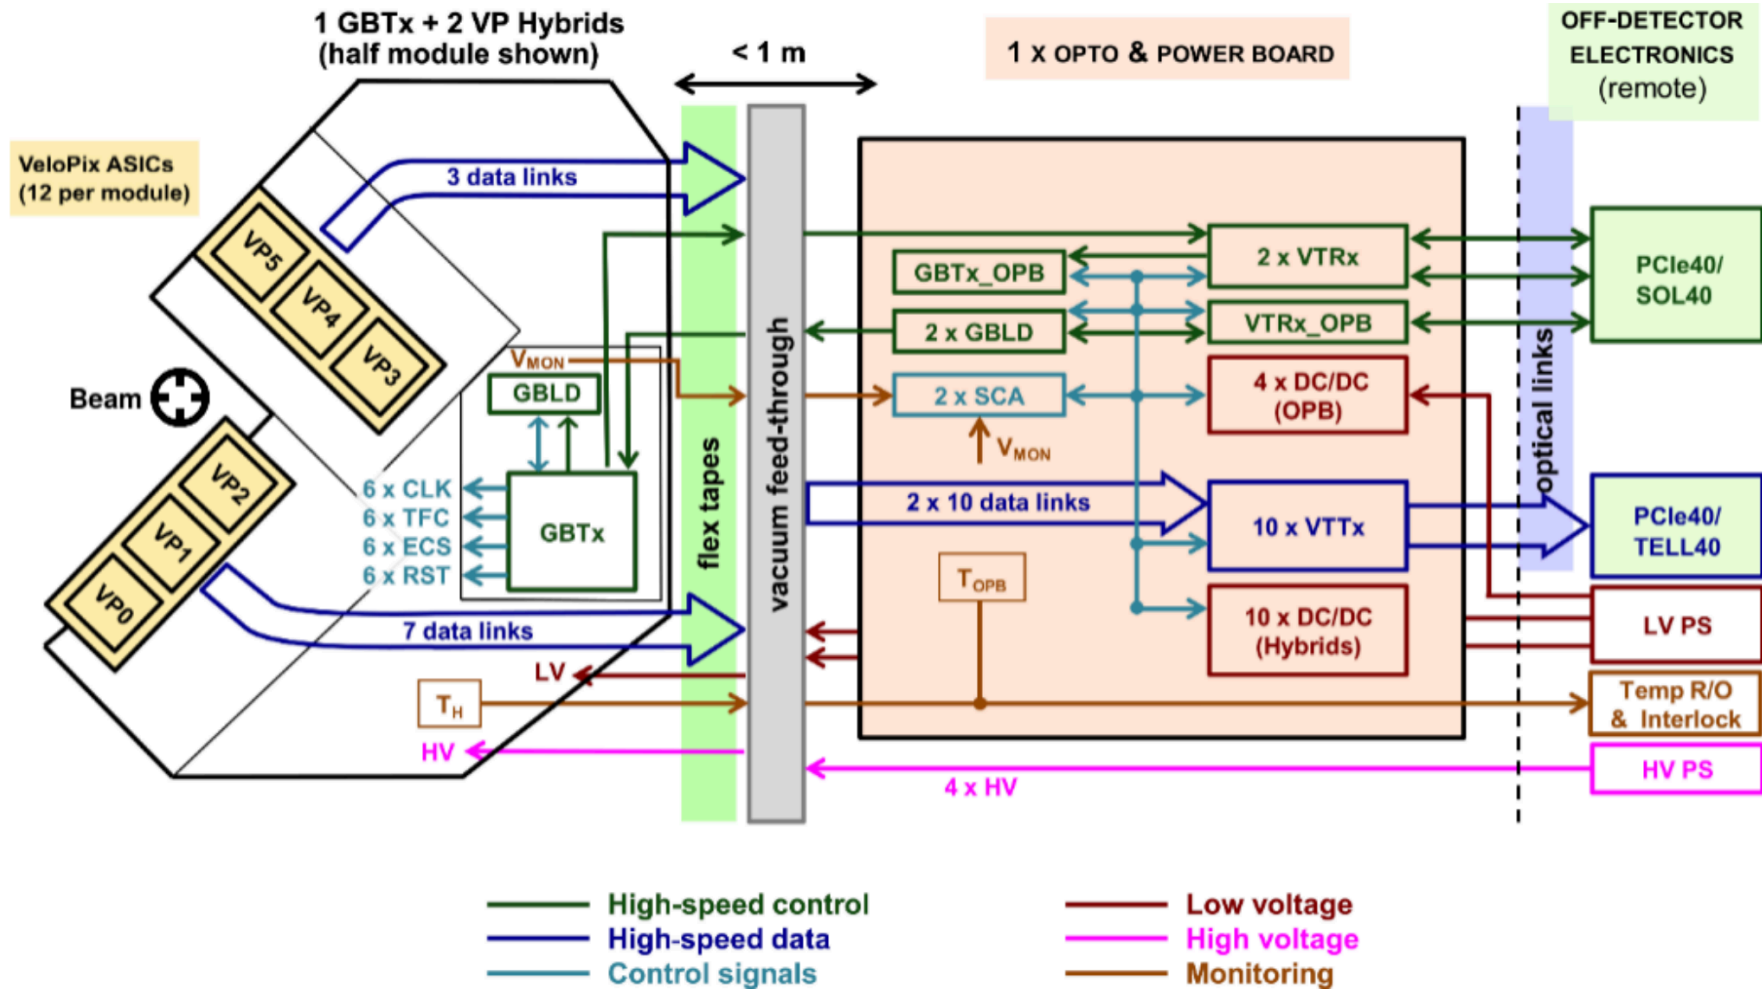 1 GBTx + 2 VP Hybrids
(half module shown)
< 1 m
1 x OPTO & POWER BOARD
OFF-DETECTOR
ELECTRONICS
(remote)
VeloPix ASICs
(12 per module)
3 data links
VP5
VP4
VP3
Beam
VP2
VP1
VP0
VMON
GBLD
6 x CLK
6 x TFC
6 x ECS
6 x RST
GBTx
7 data links
LV
TH
HV
flex tapes
vacuum feed-through
GBTx_OPB
2 x GBLD
2 x SCA
VMON
2 x VTRx
VTRx_OPB
4 x DC/DC
(OPB)
2 x 10 data links
10 x VTTx
TOPB
10 x DC/DC
(Hybrids)
4 x HV
optical links
PCIe40/
SOL40
PCIe40/
TELL40
LV PS
Temp R/O
& Interlock
HV PS
High-speed control
High-speed data
Control signals
Low voltage
High voltage
Monitoring